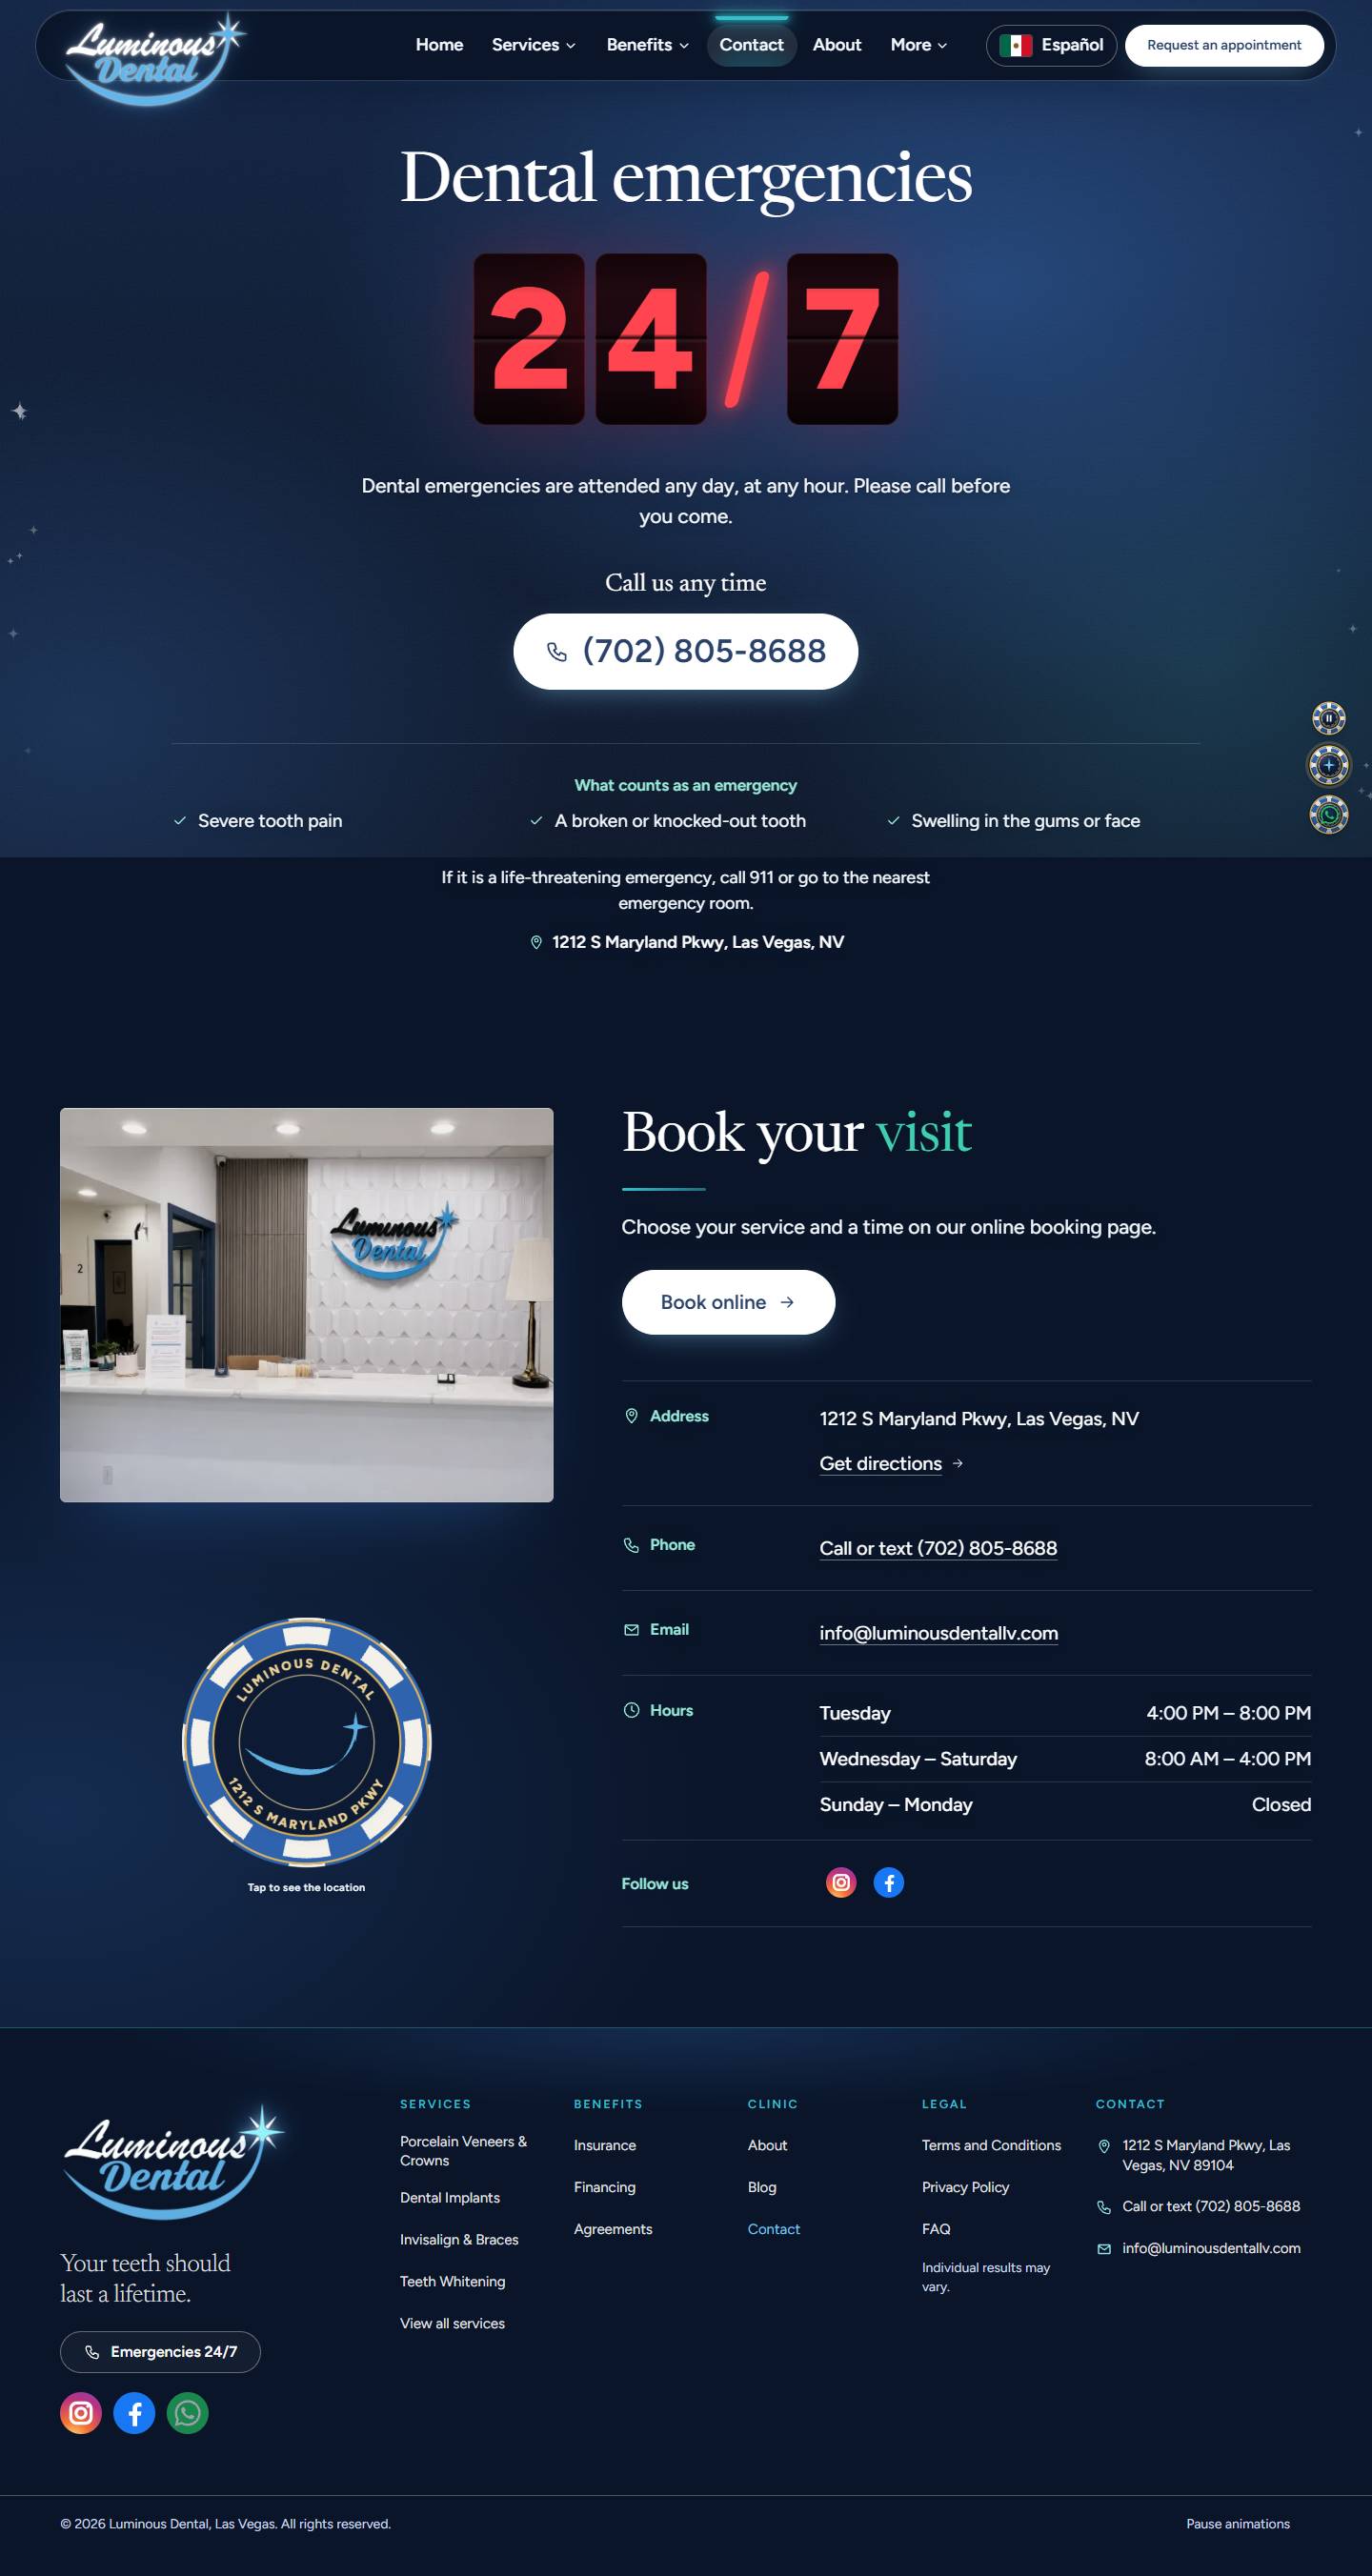 Luminous
Dental
Home
Services
Benefits
Contact
About
More
Español
Request an appointment
Dental emergencies
24/7
Dental emergencies are attended any day, at any hour. Please call before
you come.
Call us any time
(702) 805-8688
What counts as an emergency
Severe tooth pain
A broken or knocked-out tooth
Swelling in the gums or face
If it is a life-threatening emergency, call 911 or go to the nearest
emergency room.
1212 S Maryland Pkwy, Las Vegas, NV
Luminous
Dental
2
Book your visit
Choose your service and a time on our online booking page.
Book online
Address
1212 S Maryland Pkwy, Las Vegas, NV
Get directions
Phone
Call or text (702) 805-8688
Email
info@luminousdentallv.com
Hours
Tuesday
4:00 PM – 8:00 PM
Wednesday – Saturday
8:00 AM – 4:00 PM
Sunday – Monday
Closed
Follow us
LUMINOUS DENTAL
1212 S MARYLAND PKWY
Tap to see the location
Luminous
Dental
Your teeth should
last a lifetime.
Emergencies 24/7
SERVICES
Porcelain Veneers &
Crowns
Dental Implants
Invisalign & Braces
Teeth Whitening
View all services
BENEFITS
Insurance
Financing
Agreements
CLINIC
About
Blog
Contact
LEGAL
Terms and Conditions
Privacy Policy
FAQ
Individual results may
vary.
CONTACT
1212 S Maryland Pkwy, Las
Vegas, NV 89104
Call or text (702) 805-8688
info@luminousdentallv.com
© 2026 Luminous Dental, Las Vegas. All rights reserved.
Pause animations